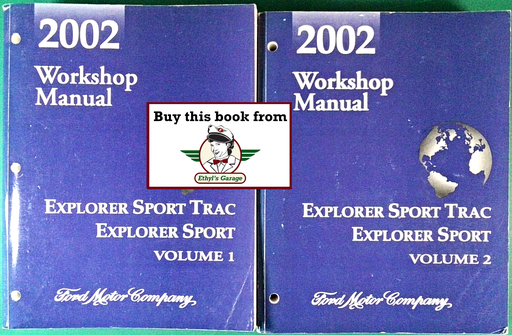 2002
Workshop
Manual
EXPLORER SPORT TRAC
EXPLORER SPORT
VOLUME 1
Ford Motor Company
Buy this book from
Ethyl's Garage
2002
Workshop
Manual
EXPLORER SPORT TRAC
EXPLORER SPORT
VOLUME 2
Ford Motor Company